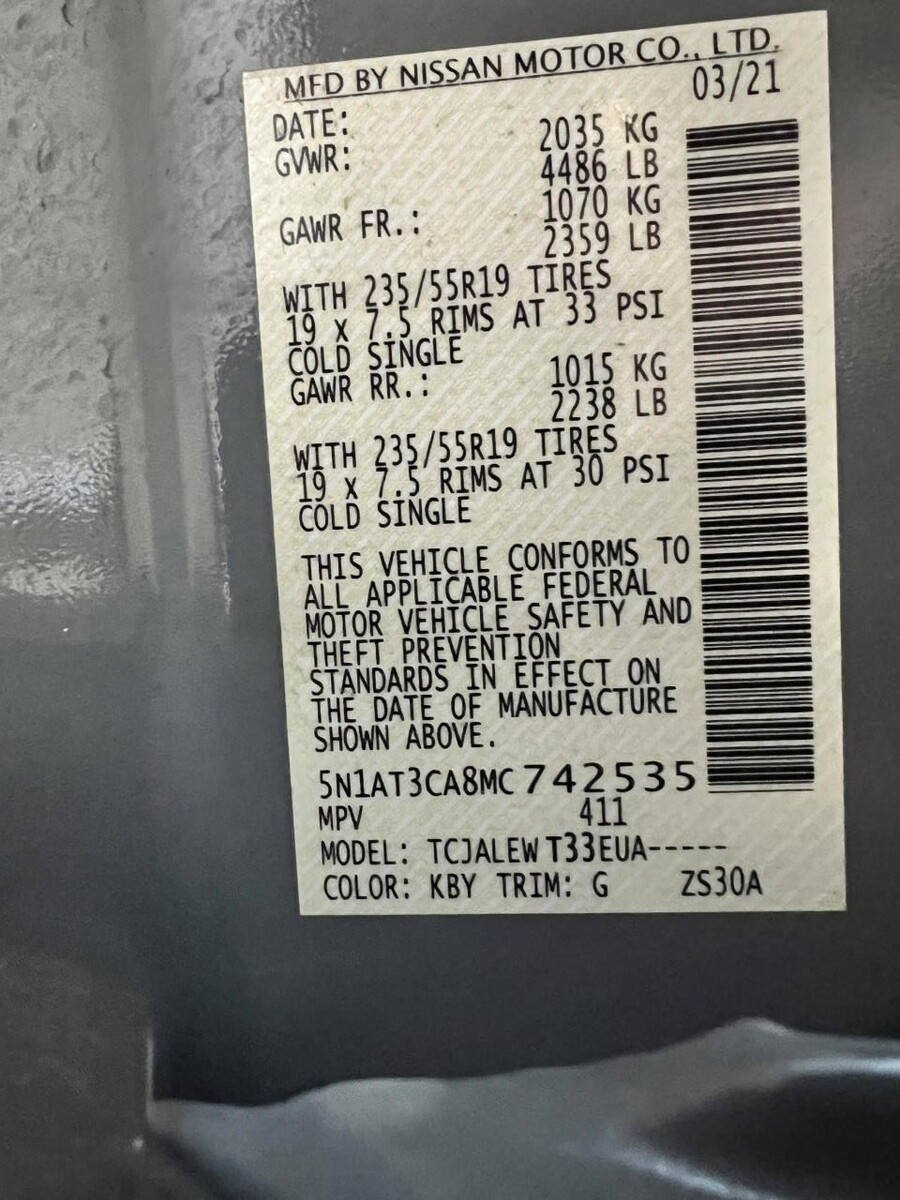 MFD BY NISSAN MOTOR CO., LTD.
DATE: 03/21
GVWR: 2035 KG
4486 LB
GAWR FR.: 1070 KG
2359 LB
WITH 235/55R19 TIRES
19 x 7.5 RIMS AT 33 PSI
COLD SINGLE
GAWR RR.: 1015 KG
2238 LB
WITH 235/55R19 TIRES
19 x 7.5 RIMS AT 30 PSI
COLD SINGLE
THIS VEHICLE CONFORMS TO
ALL APPLICABLE FEDERAL
MOTOR VEHICLE SAFETY AND
THEFT PREVENTION
STANDARDS IN EFFECT ON
THE DATE OF MANUFACTURE
SHOWN ABOVE.
5N1AT3CA8MC742535
MPV 411
MODEL: TCJALEW T33EUA-----
COLOR: KBY TRIM: G ZS30A